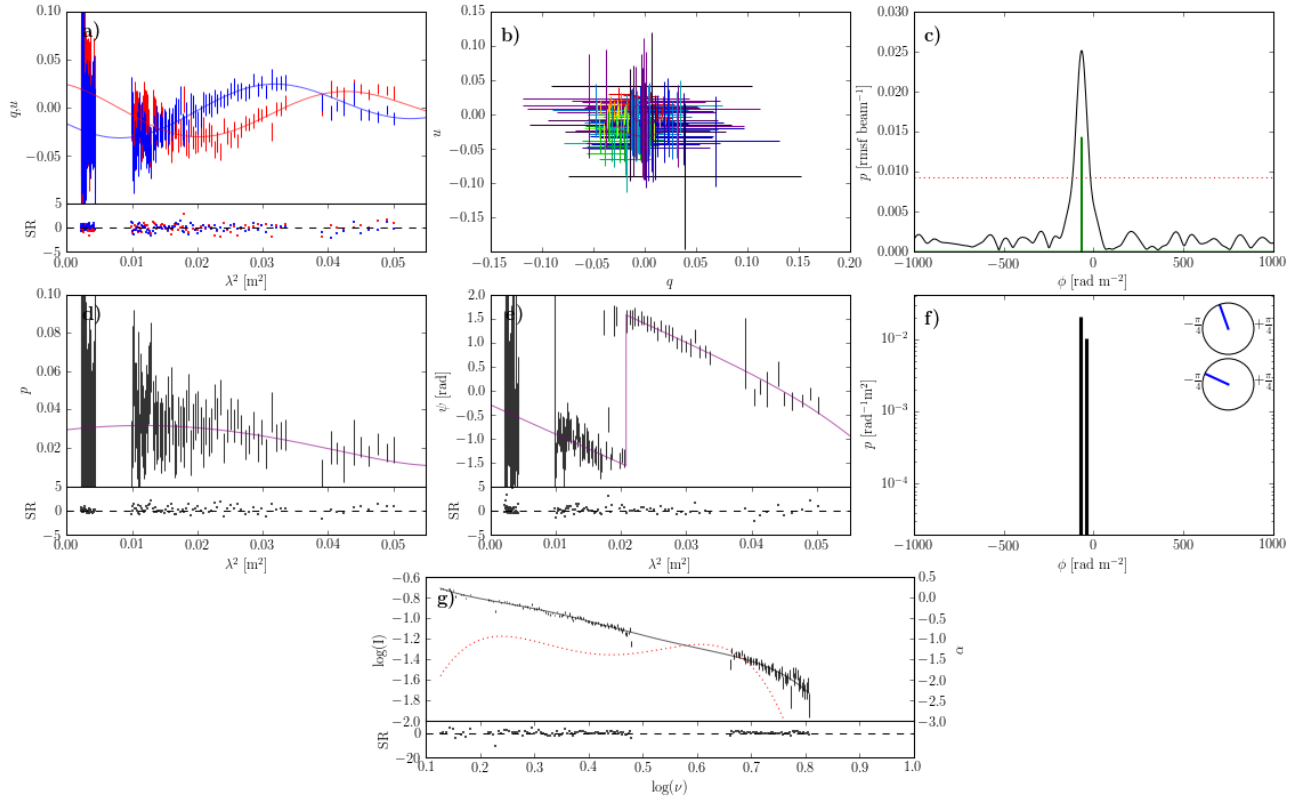 a)
0.10
0.05
0.00
−0.05
q,u
5
0
−5
SR
0.00 0.01 0.02 0.03 0.04 0.05
λ² [m²]
b)
0.15
0.10
0.05
0.00
−0.05
−0.10
−0.15
u
−0.15 −0.10 −0.05 0.00 0.05 0.10 0.15 0.20
q
c)
0.030
0.025
0.020
0.015
0.010
0.005
0.000
p [rmsf beam⁻¹]
−1000 −500 0 500 1000
ϕ [rad m⁻²]
d)
0.10
0.08
0.06
0.04
0.02
p
5
0
−5
SR
0.00 0.01 0.02 0.03 0.04 0.05
λ² [m²]
e)
2.0
1.5
1.0
0.5
0.0
−0.5
−1.0
−1.5
ψ [rad]
5
0
−5
SR
0.00 0.01 0.02 0.03 0.04 0.05
λ² [m²]
f)
10⁻²
10⁻³
10⁻⁴
p [rad⁻¹m²]
−π/4 +π/4
−π/4 +π/4
−1000 −500 0 500 1000
ϕ [rad m⁻²]
g)
−0.6
−0.8
−1.0
−1.2
−1.4
−1.6
−1.8
−2.0
log(I)
0.5
0.0
−0.5
−1.0
−1.5
−2.0
−2.5
−3.0
α
0
−20
SR
0.1 0.2 0.3 0.4 0.5 0.6 0.7 0.8 0.9 1.0
log(ν)